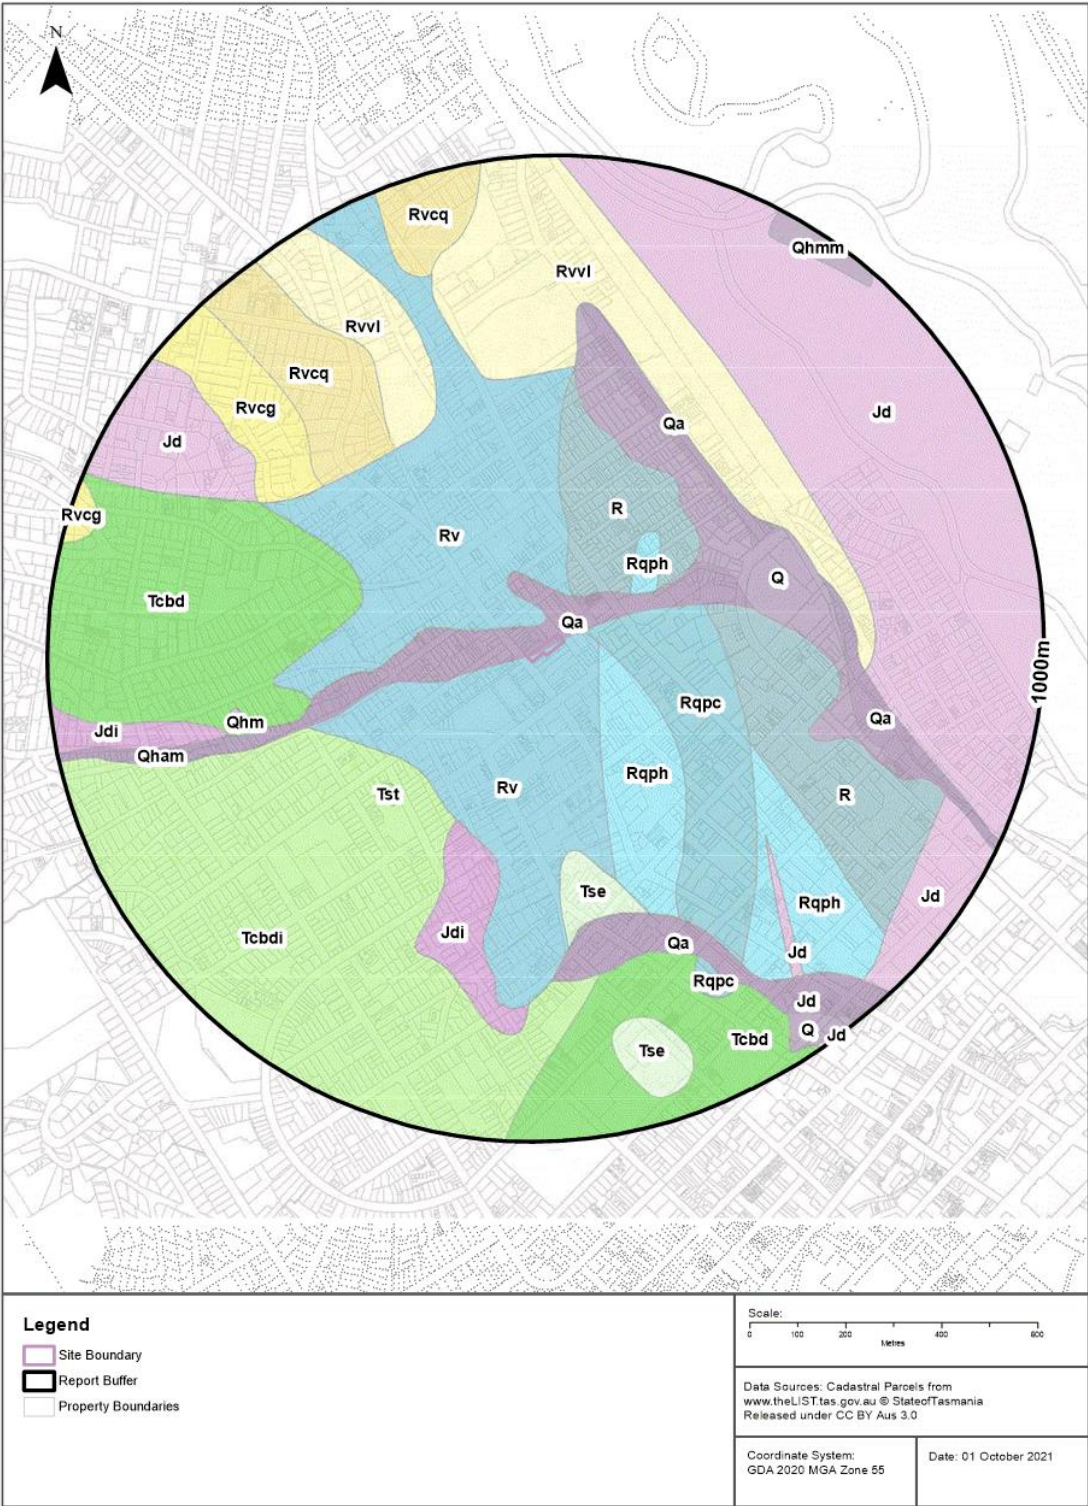 N
Rvcq
Qhmm
Rvvl
Rvvl
Rvcq
Rvcg
Jd
Jd
Qa
Rvcg
R
Rv
Rqph
Q
Tcbd
Qa
1000m
Rqpc
Qa
Qhm
Jdi
Qham
Rqph
Rv
Tst
R
Tse
Jd
Rqph
Jdi
Tcbdi
Qa
Jd
Rqpc
Jd
Q
Jd
Tcbd
Tse
Legend
Site Boundary
Report Buffer
Property Boundaries
Scale:
0 100 200 400 600
Metres
Data Sources: Cadastral Parcels from
www.theLIST.tas.gov.au © StateofTasmania
Released under CC BY Aus 3.0
Coordinate System:
GDA 2020 MGA Zone 55
Date: 01 October 2021